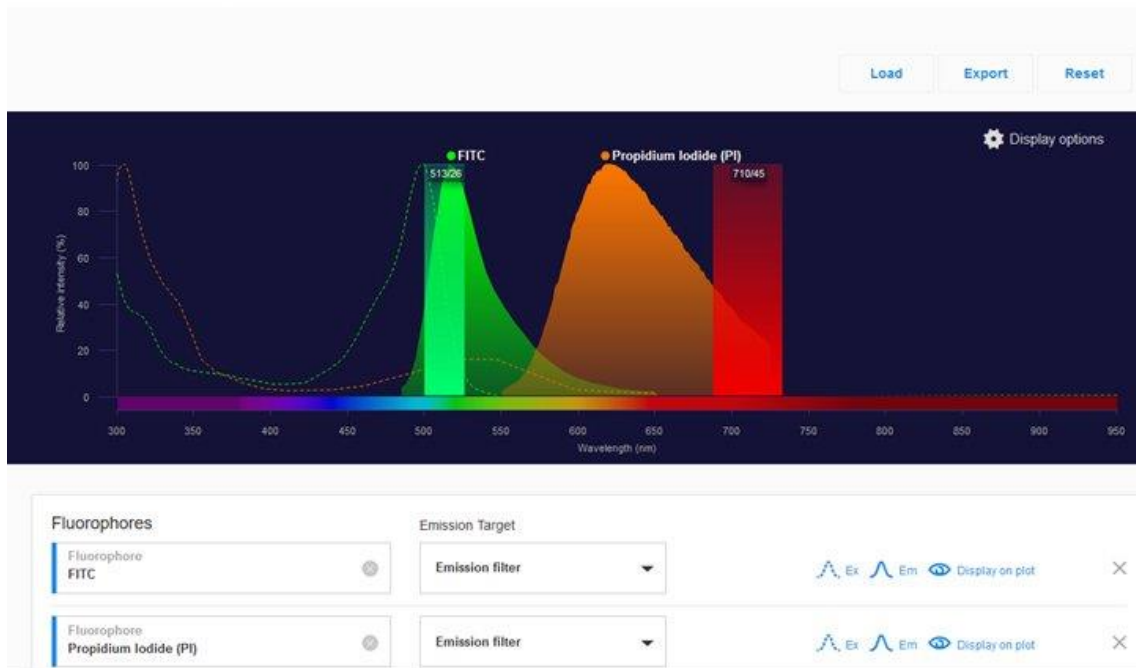 Load Export Reset
Display options
FITC Propidium Iodide (PI)
513/26 710/45
100
80
60
40
20
0
Relative intensity (%)
300 350 400 450 500 550 600 650 700 750 800 850 900 950
Wavelength (nm)
Fluorophores Emission Target
Fluorophore
FITC Emission filter Ex Em Display on plot
Fluorophore
Propidium Iodide (PI) Emission filter Ex Em Display on plot